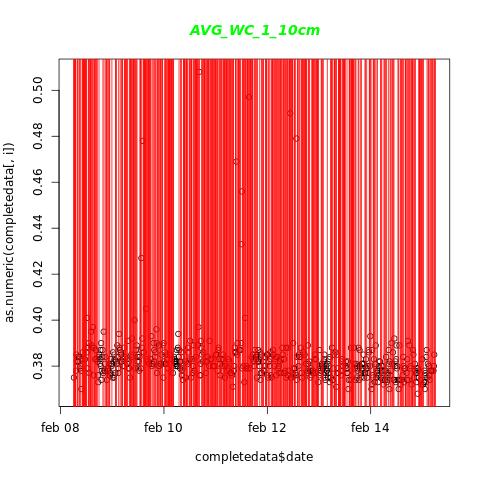 AVG_WC_1_10cm
as.numeric(completedata[, i])
0.50
0.48
0.46
0.44
0.42
0.40
0.38
feb 08 feb 10 feb 12 feb 14
completedata$date